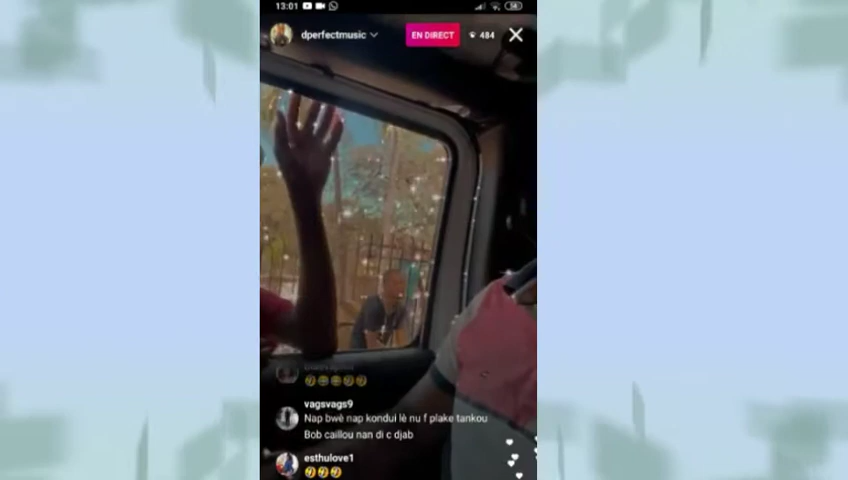 13:01
58
dperfectmusic
EN DIRECT
484
vagsvags9
Nap bwè nap kondui lè nu f plake tankou
Bob caillou nan di c djab
esthulove1
🤣🤣🤣